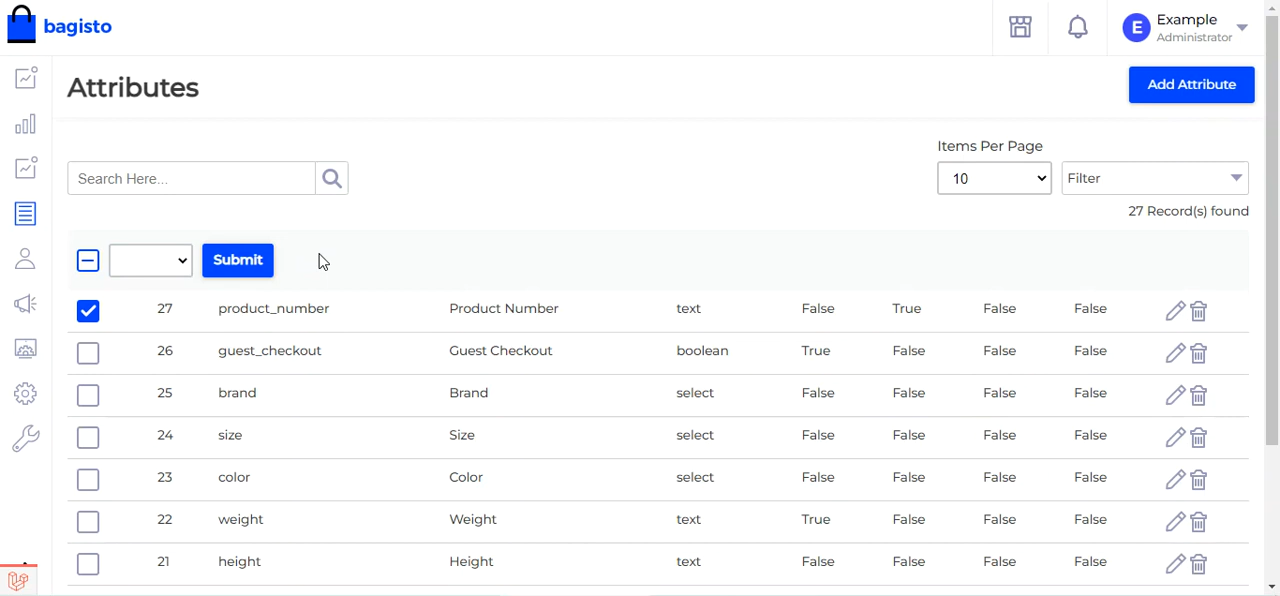 bagisto
E
Example
Administrator
Attributes
Add Attribute
Items Per Page
Search Here...
10
Filter
27 Record(s) found
Submit
27 product_number Product Number text False True False False
26 guest_checkout Guest Checkout boolean True False False False
25 brand Brand select False False False False
24 size Size select False False False False
23 color Color select False False False False
22 weight Weight text True False False False
21 height Height text False False False False